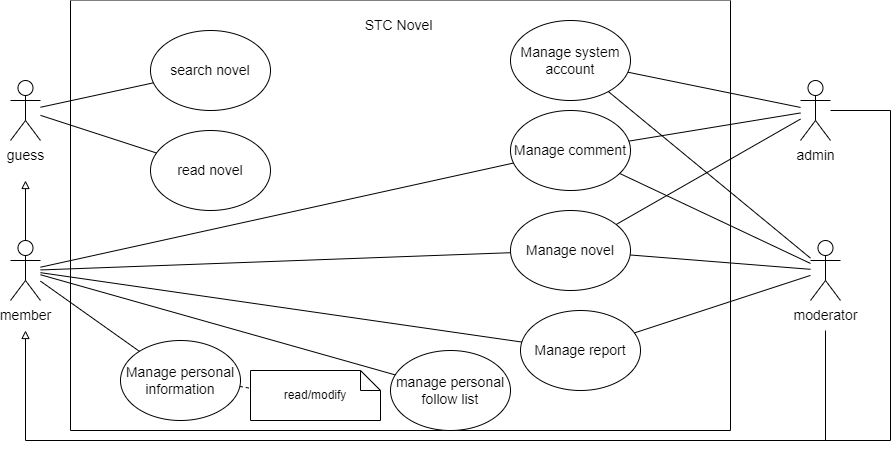 STC Novel
search novel
Manage system
account
guess
read novel
Manage comment
admin
member
Manage novel
moderator
Manage personal
information
read/modify
manage personal
follow list
Manage report